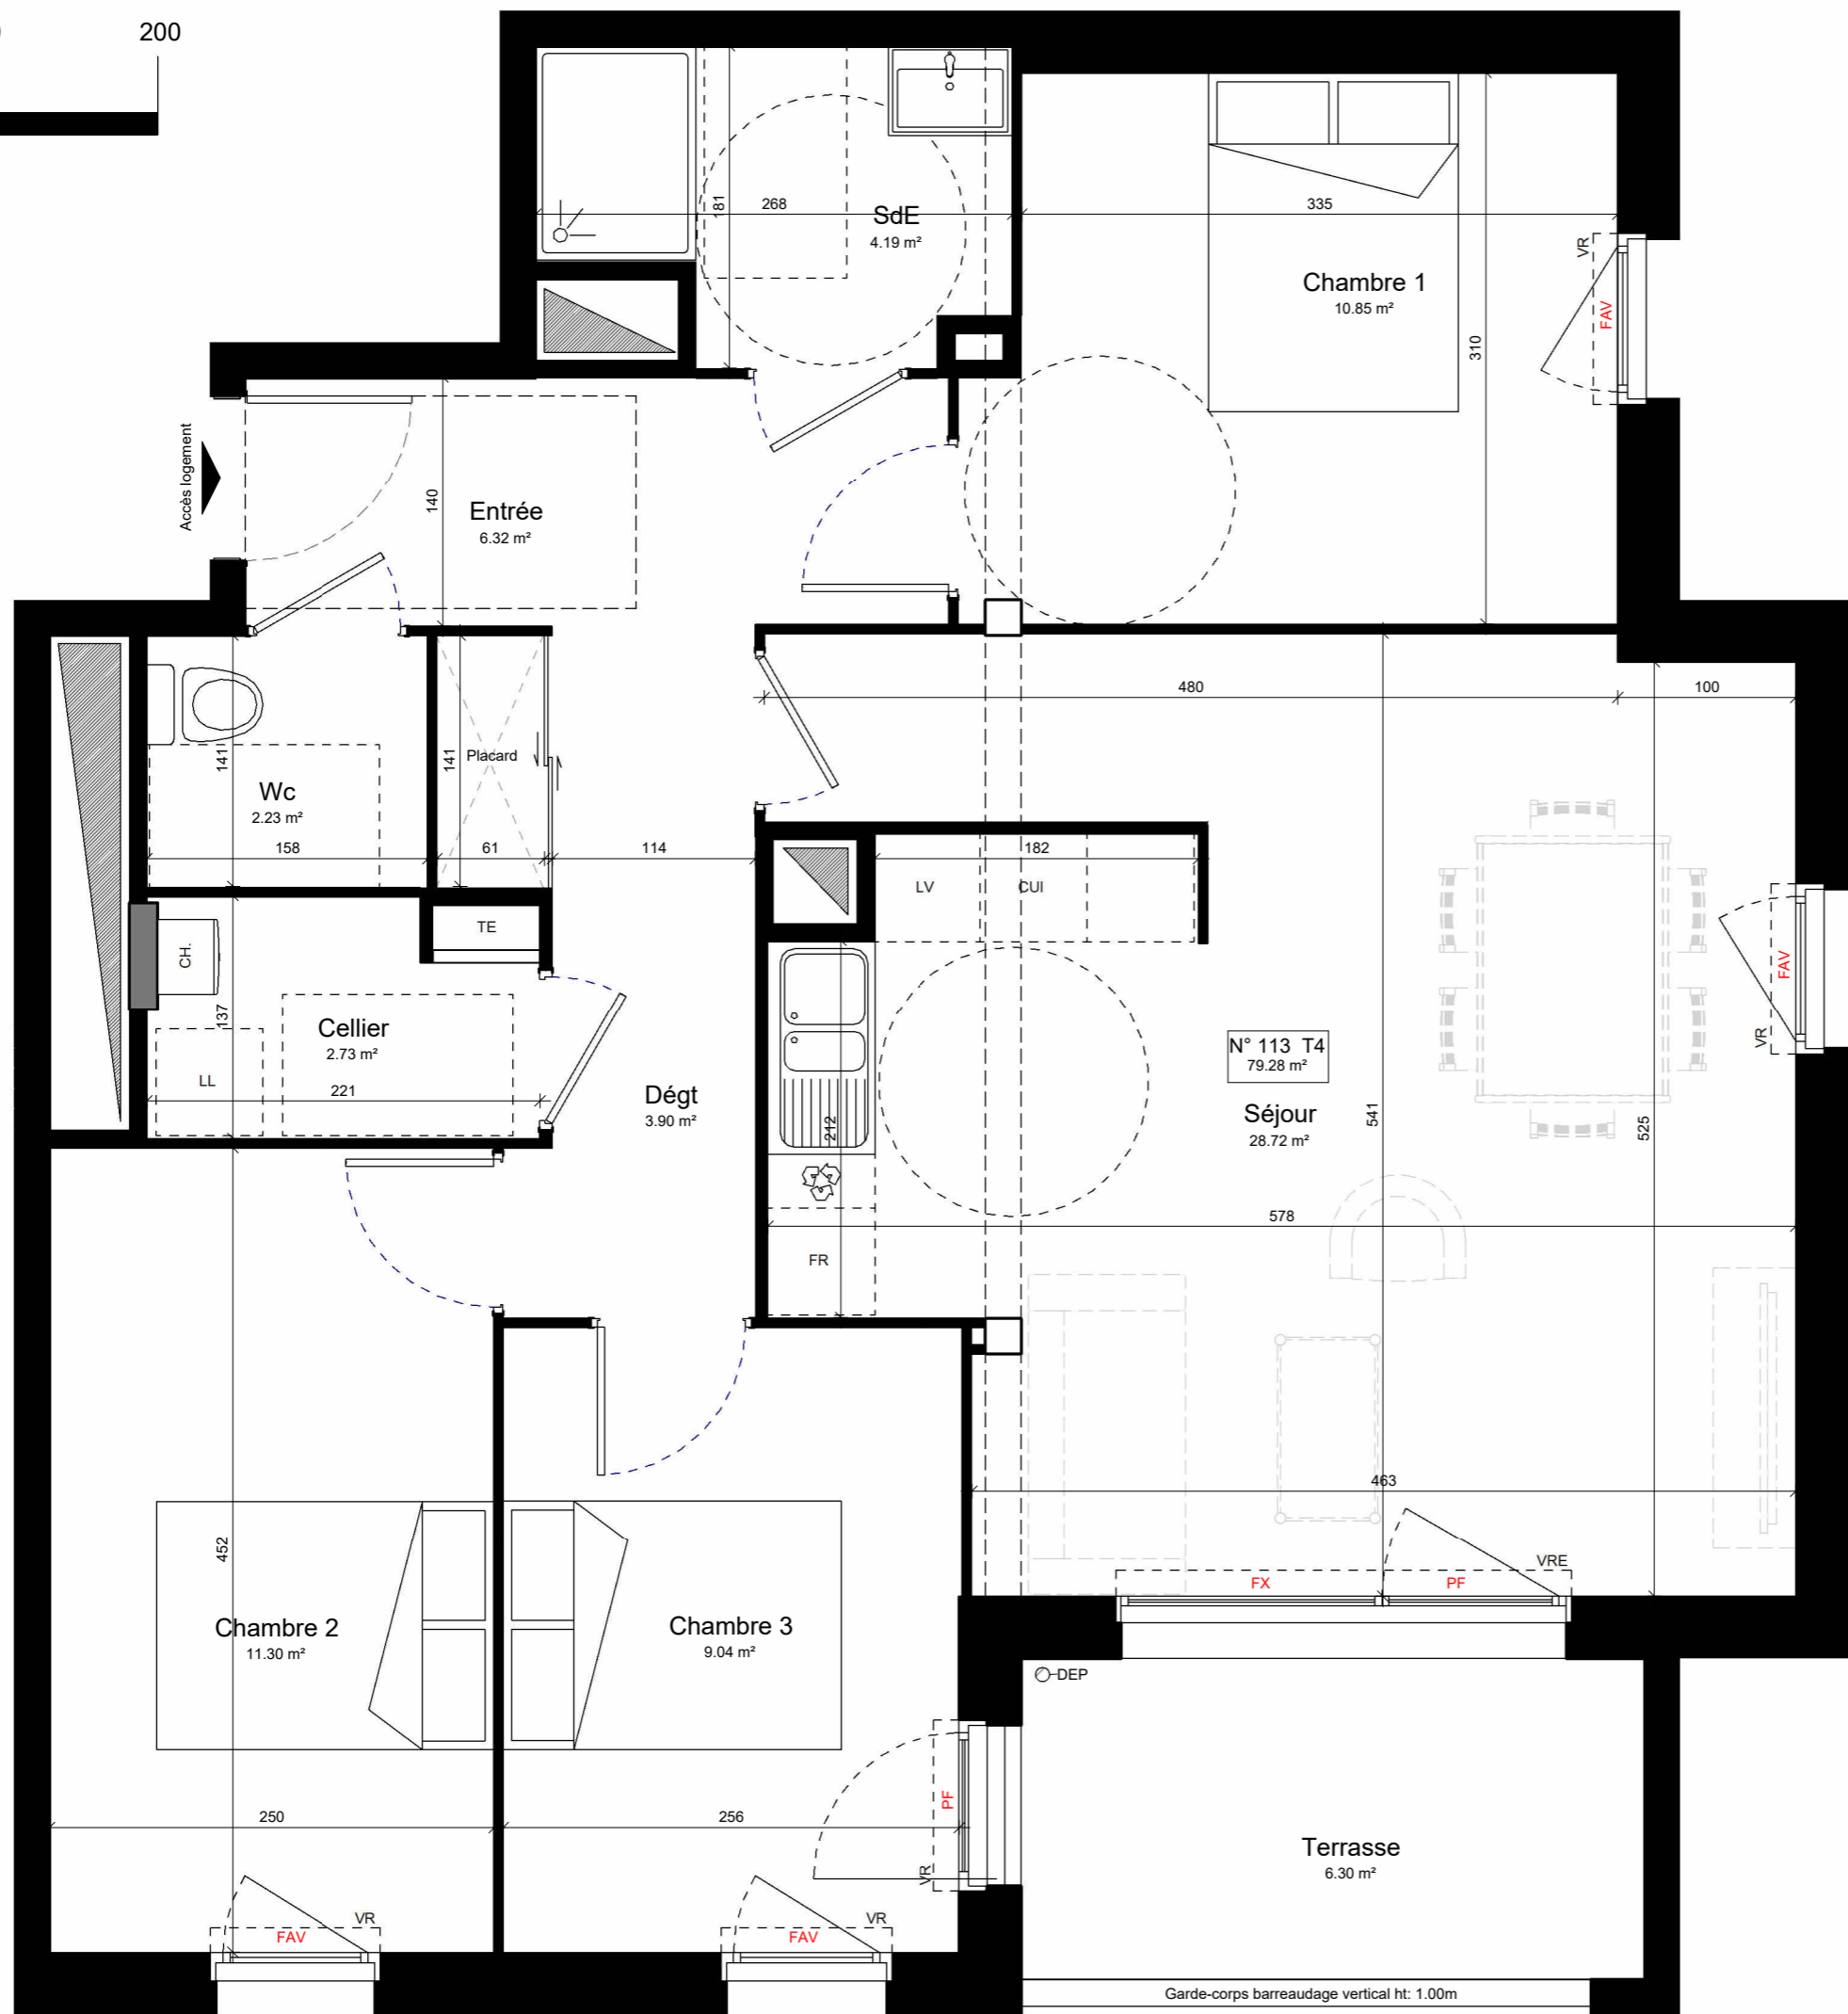 200
268
181
SdE
4.19 m²
335
Chambre 1
10.85 m²
310
VR
FAV
Accès logement
140
Entrée
6.32 m²
480
100
141
Wc
2.23 m²
158
141
Placard
61
114
182
LV
CUI
TE
CH.
137
Cellier
2.73 m²
LL
221
Dégt
3.90 m²
212
FR
N° 113 T4
79.28 m²
Séjour
28.72 m²
541
525
578
FAV
VR
463
VRE
FX
PF
452
Chambre 2
11.30 m²
Chambre 3
9.04 m²
DEP
250
256
PF
VR
Terrasse
6.30 m²
VR
FAV
VR
FAV
Garde-corps barreaudage vertical ht: 1.00m